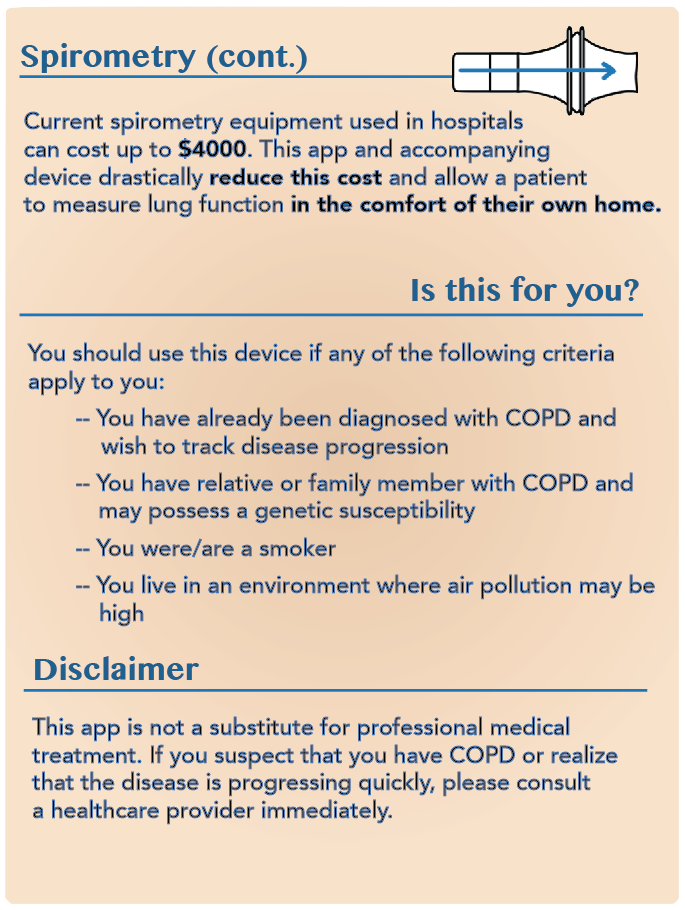 Spirometry (cont.)
Current spirometry equipment used in hospitals
can cost up to $4000. This app and accompanying
device drastically reduce this cost and allow a patient
to measure lung function in the comfort of their own home.
Is this for you?
You should use this device if any of the following criteria
apply to you:
-- You have already been diagnosed with COPD and
wish to track disease progression
-- You have relative or family member with COPD and
may possess a genetic susceptibility
-- You were/are a smoker
-- You live in an environment where air pollution may be
high
Disclaimer
This app is not a substitute for professional medical
treatment. If you suspect that you have COPD or realize
that the disease is progressing quickly, please consult
a healthcare provider immediately.